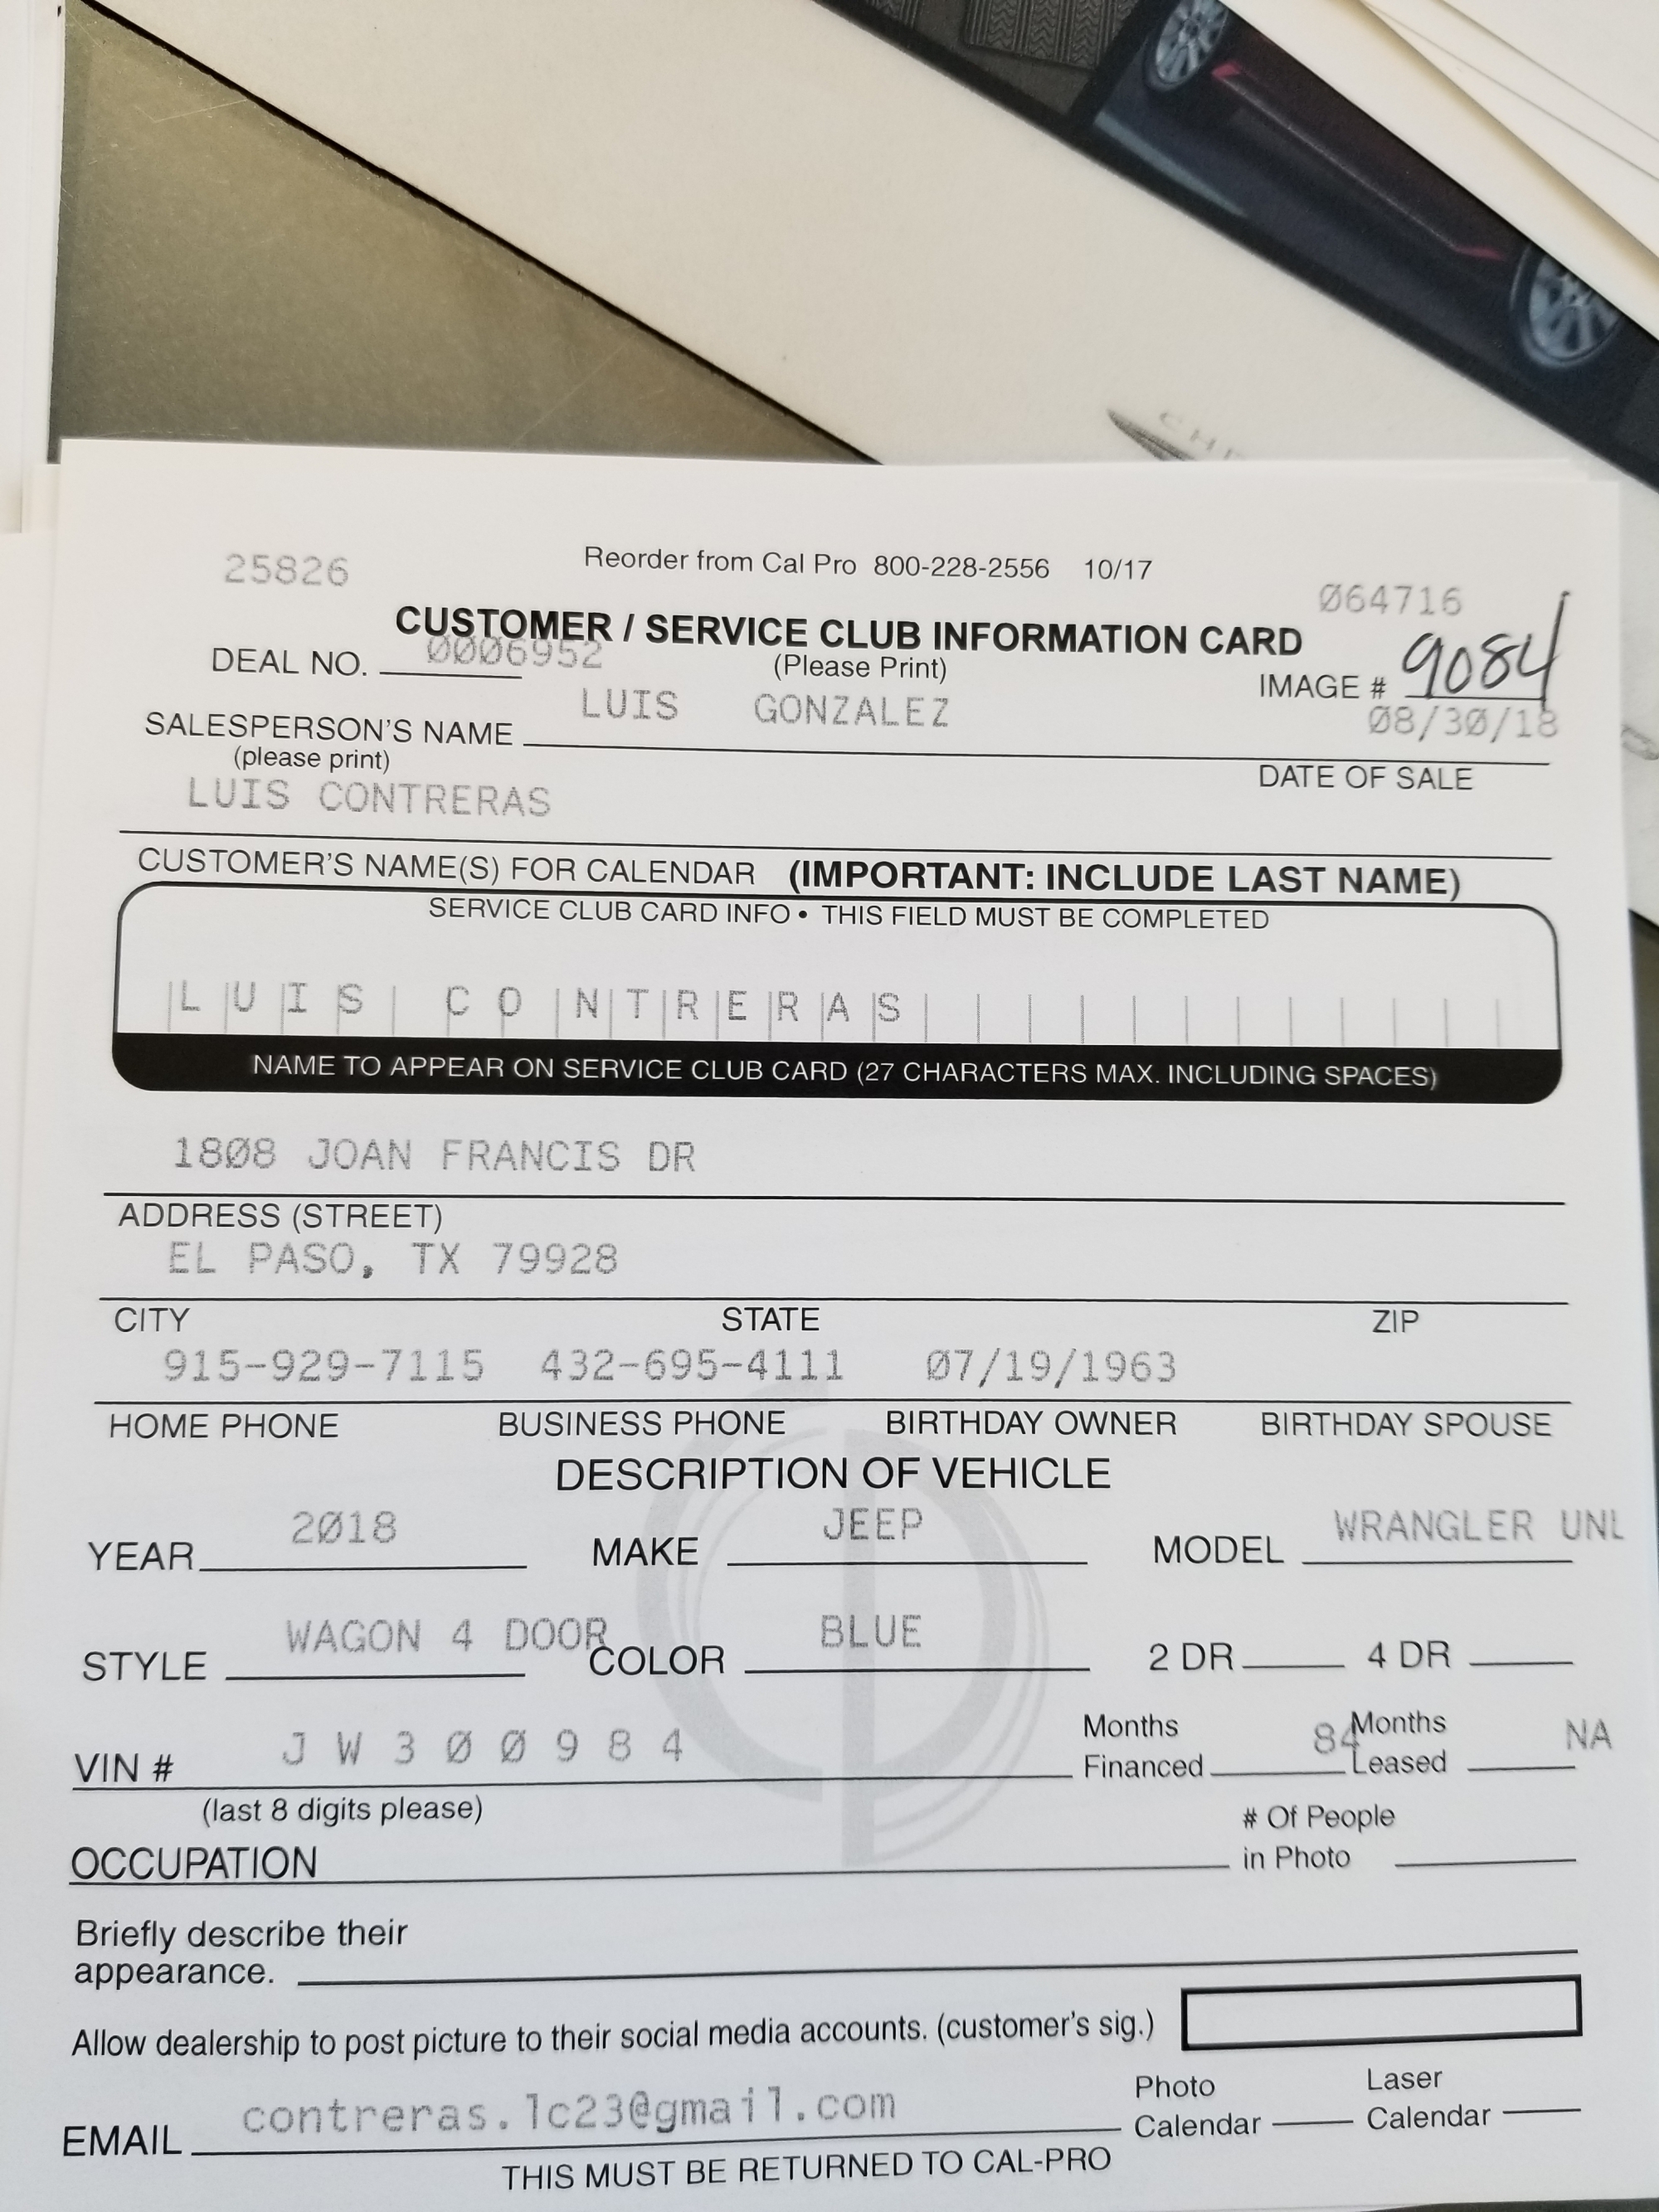 CH
25826 Reorder from Cal Pro 800-228-2556 10/17 Ø64716
CUSTOMER / SERVICE CLUB INFORMATION CARD
DEAL NO. ØØØ6952 (Please Print) IMAGE # 9084
SALESPERSON'S NAME LUIS GONZALEZ Ø8/30/18
(please print) DATE OF SALE
LUIS CONTRERAS
CUSTOMER'S NAME(S) FOR CALENDAR (IMPORTANT: INCLUDE LAST NAME)
SERVICE CLUB CARD INFO • THIS FIELD MUST BE COMPLETED
LUIS CONTRERAS
NAME TO APPEAR ON SERVICE CLUB CARD (27 CHARACTERS MAX. INCLUDING SPACES)
18Ø8 JOAN FRANCIS DR
ADDRESS (STREET)
EL PASO, TX 79928
CITY STATE ZIP
915-929-7115 432-695-4111 Ø7/19/1963
HOME PHONE BUSINESS PHONE BIRTHDAY OWNER BIRTHDAY SPOUSE
DESCRIPTION OF VEHICLE
YEAR 2Ø18 MAKE JEEP MODEL WRANGLER UNL
STYLE WAGON 4 DOOR COLOR BLUE 2 DR 4 DR
VIN # J W 3 Ø Ø 9 8 4 Months Financed 84 Months Leased NA
(last 8 digits please)
OCCUPATION # Of People in Photo
Briefly describe their
appearance.
Allow dealership to post picture to their social media accounts. (customer's sig.)
EMAIL contreras.lc23@gmail.com Photo Calendar Laser Calendar
THIS MUST BE RETURNED TO CAL-PRO